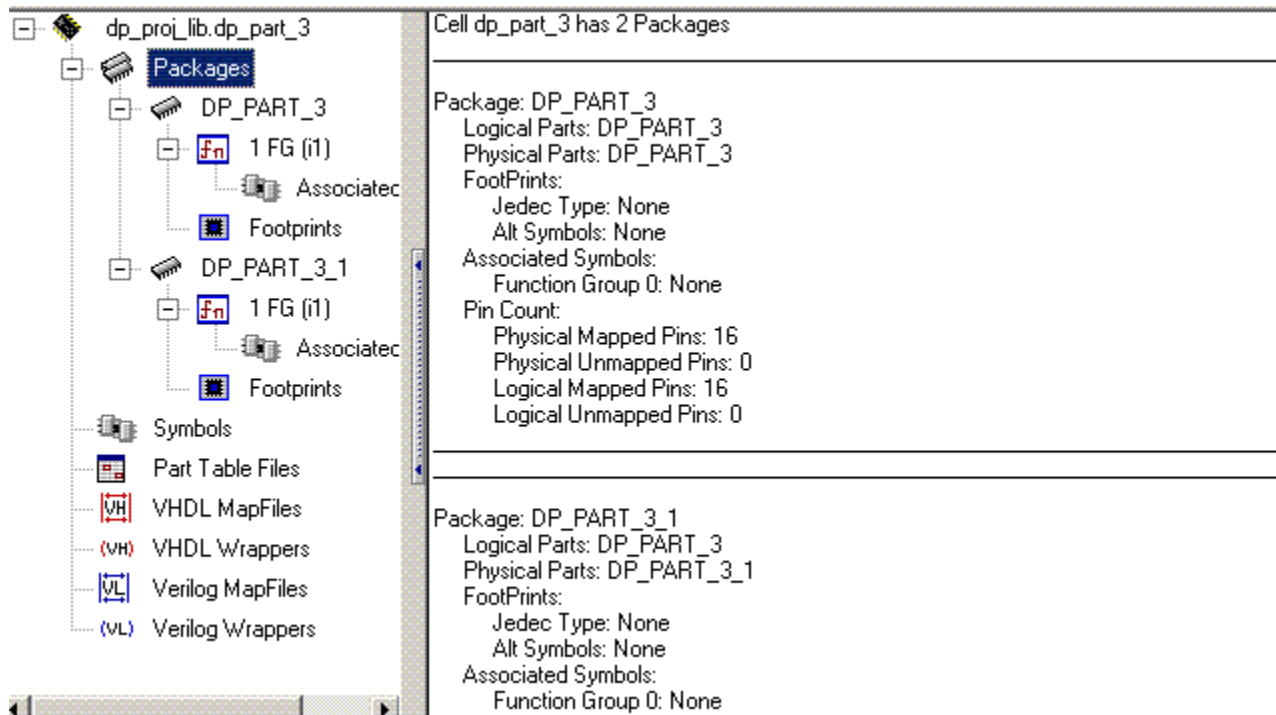 dp_proj_lib.dp_part_3
Packages
DP_PART_3
fn 1 FG (i1)
Associatec
Footprints
DP_PART_3_1
fn 1 FG (i1)
Associatec
Footprints
Symbols
Part Table Files
VH VHDL MapFiles
(VH) VHDL Wrappers
VL Verilog MapFiles
(VL) Verilog Wrappers
Cell dp_part_3 has 2 Packages
Package: DP_PART_3
Logical Parts: DP_PART_3
Physical Parts: DP_PART_3
FootPrints:
Jedec Type: None
Alt Symbols: None
Associated Symbols:
Function Group 0: None
Pin Count:
Physical Mapped Pins: 16
Physical Unmapped Pins: 0
Logical Mapped Pins: 16
Logical Unmapped Pins: 0
Package: DP_PART_3_1
Logical Parts: DP_PART_3
Physical Parts: DP_PART_3_1
FootPrints:
Jedec Type: None
Alt Symbols: None
Associated Symbols:
Function Group 0: None